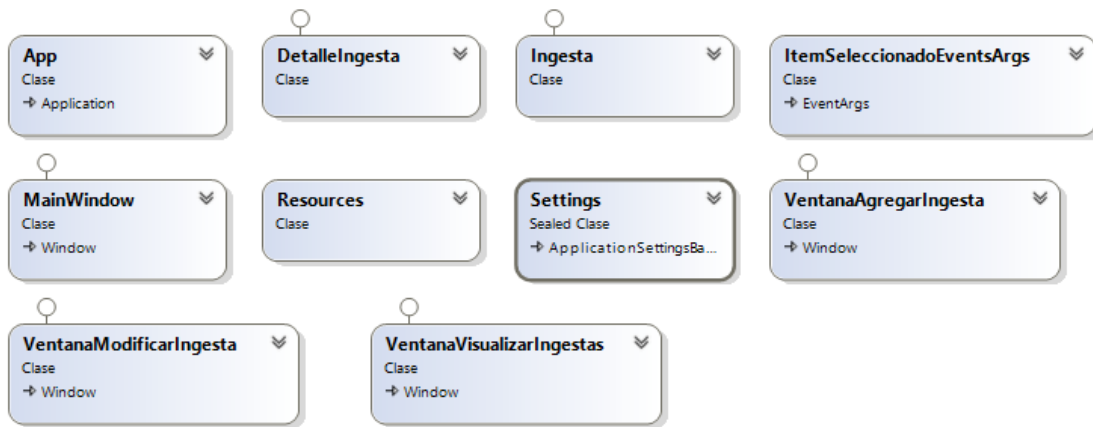 App
Clase
Application
DetalleIngesta
Clase
Ingesta
Clase
ItemSeleccionadoEventsArgs
Clase
EventArgs
MainWindow
Clase
Window
Resources
Clase
Settings
Sealed Clase
ApplicationSettingsBa...
VentanaAgregarIngesta
Clase
Window
VentanaModificarIngesta
Clase
Window
VentanaVisualizarIngestas
Clase
Window